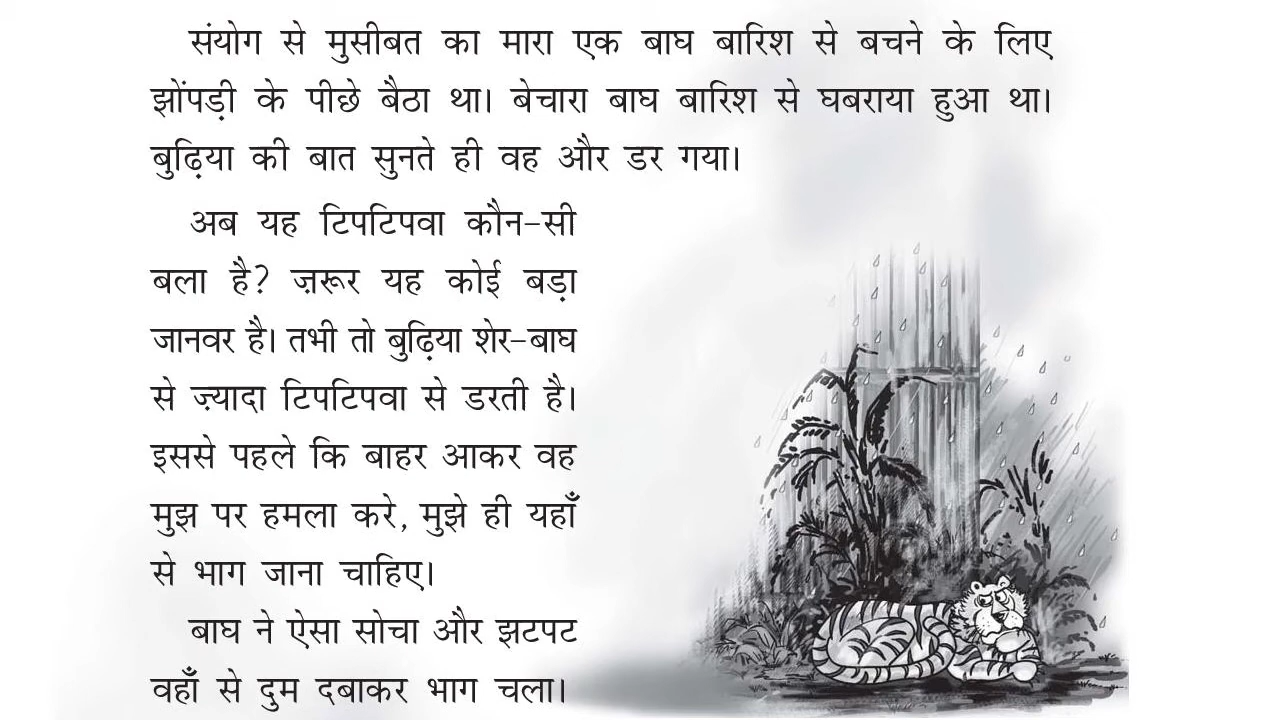 संयोग से मुसीबत का मारा एक बाघ बारिश से बचने के लिए
झोंपड़ी के पीछे बैठा था। बेचारा बाघ बारिश से घबराया हुआ था।
बुढ़िया की बात सुनते ही वह और डर गया।
अब यह टिपटिपवा कौन-सी
बला है? ज़रूर यह कोई बड़ा
जानवर है। तभी तो बुढ़िया शेर-बाघ
से ज़्यादा टिपटिपवा से डरती है।
इससे पहले कि बाहर आकर वह
मुझ पर हमला करे, मुझे ही यहाँ
से भाग जाना चाहिए।
बाघ ने ऐसा सोचा और झटपट
वहाँ से दुम दबाकर भाग चला।